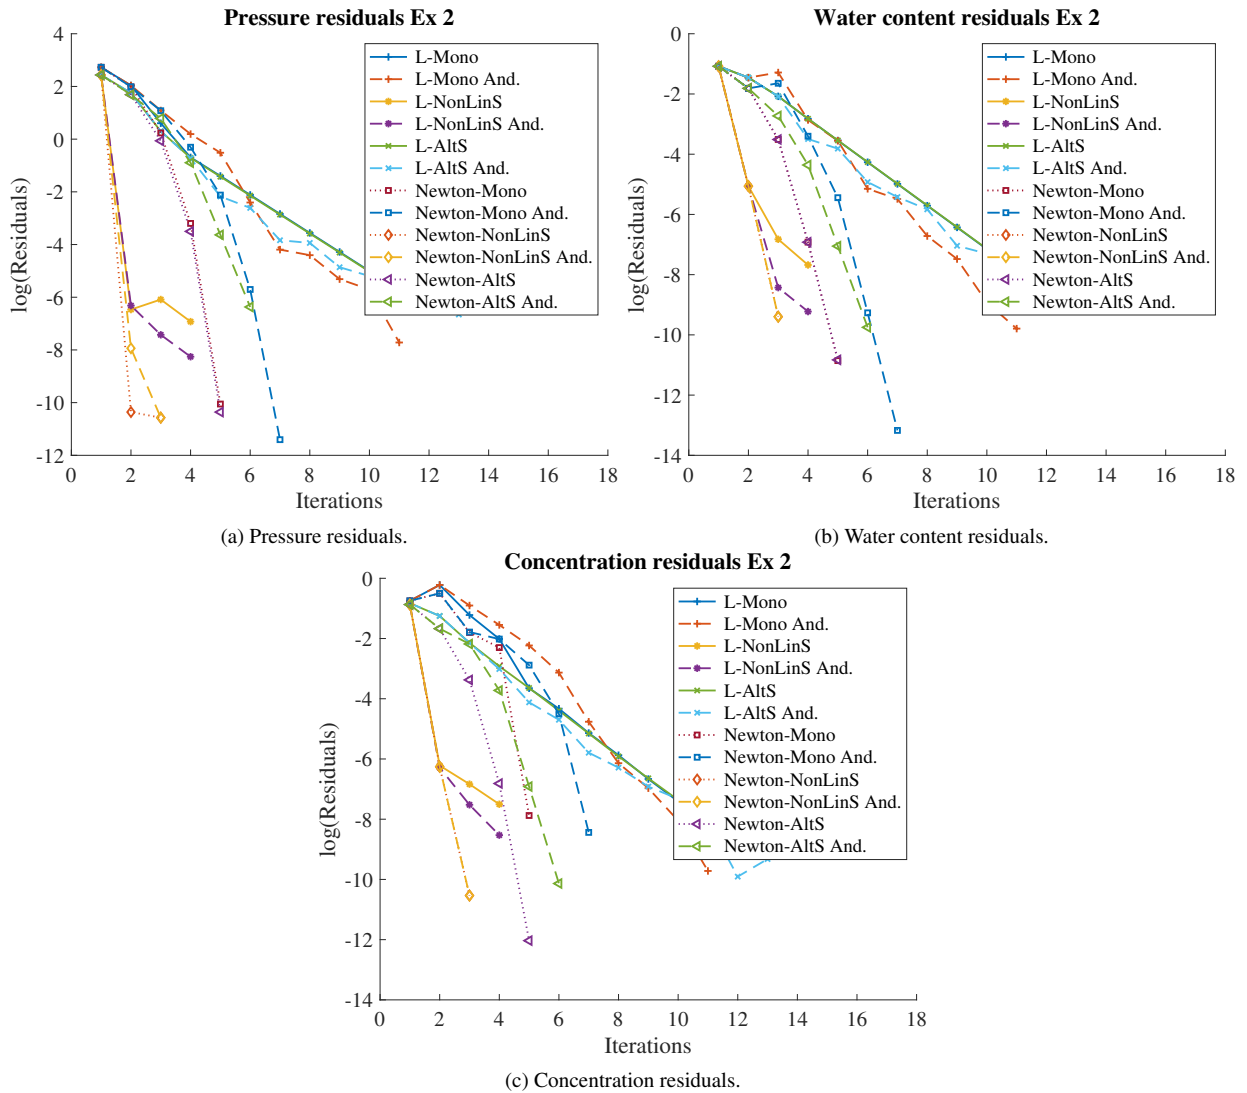 Pressure residuals Ex 2
log(Residuals)
4
2
0
-2
-4
-6
-8
-10
-12
0 2 4 6 8 10 12 14 16 18
Iterations
L-Mono
L-Mono And.
L-NonLinS
L-NonLinS And.
L-AltS
L-AltS And.
Newton-Mono
Newton-Mono And.
Newton-NonLinS
Newton-NonLinS And.
Newton-AltS
Newton-AltS And.
(a) Pressure residuals.
Water content residuals Ex 2
log(Residuals)
0
-2
-4
-6
-8
-10
-12
-14
0 2 4 6 8 10 12 14 16 18
Iterations
L-Mono
L-Mono And.
L-NonLinS
L-NonLinS And.
L-AltS
L-AltS And.
Newton-Mono
Newton-Mono And.
Newton-NonLinS
Newton-NonLinS And.
Newton-AltS
Newton-AltS And.
(b) Water content residuals.
Concentration residuals Ex 2
log(Residuals)
0
-2
-4
-6
-8
-10
-12
-14
0 2 4 6 8 10 12 14 16 18
Iterations
L-Mono
L-Mono And.
L-NonLinS
L-NonLinS And.
L-AltS
L-AltS And.
Newton-Mono
Newton-Mono And.
Newton-NonLinS
Newton-NonLinS And.
Newton-AltS
Newton-AltS And.
(c) Concentration residuals.